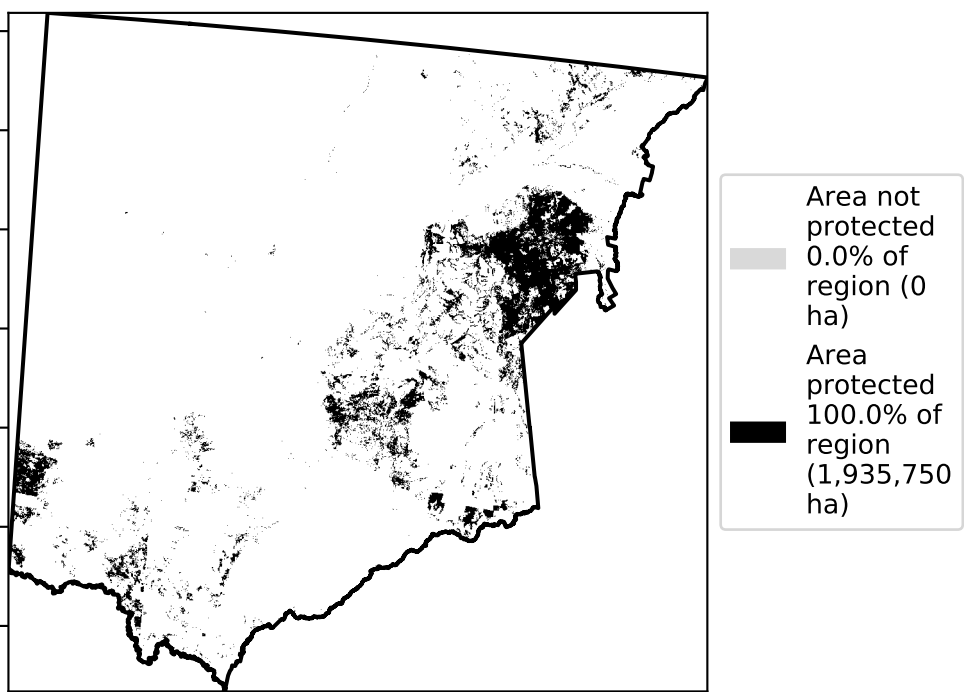 Area not
protected
0.0% of
region (0
ha)
Area
protected
100.0% of
region
(1,935,750
ha)